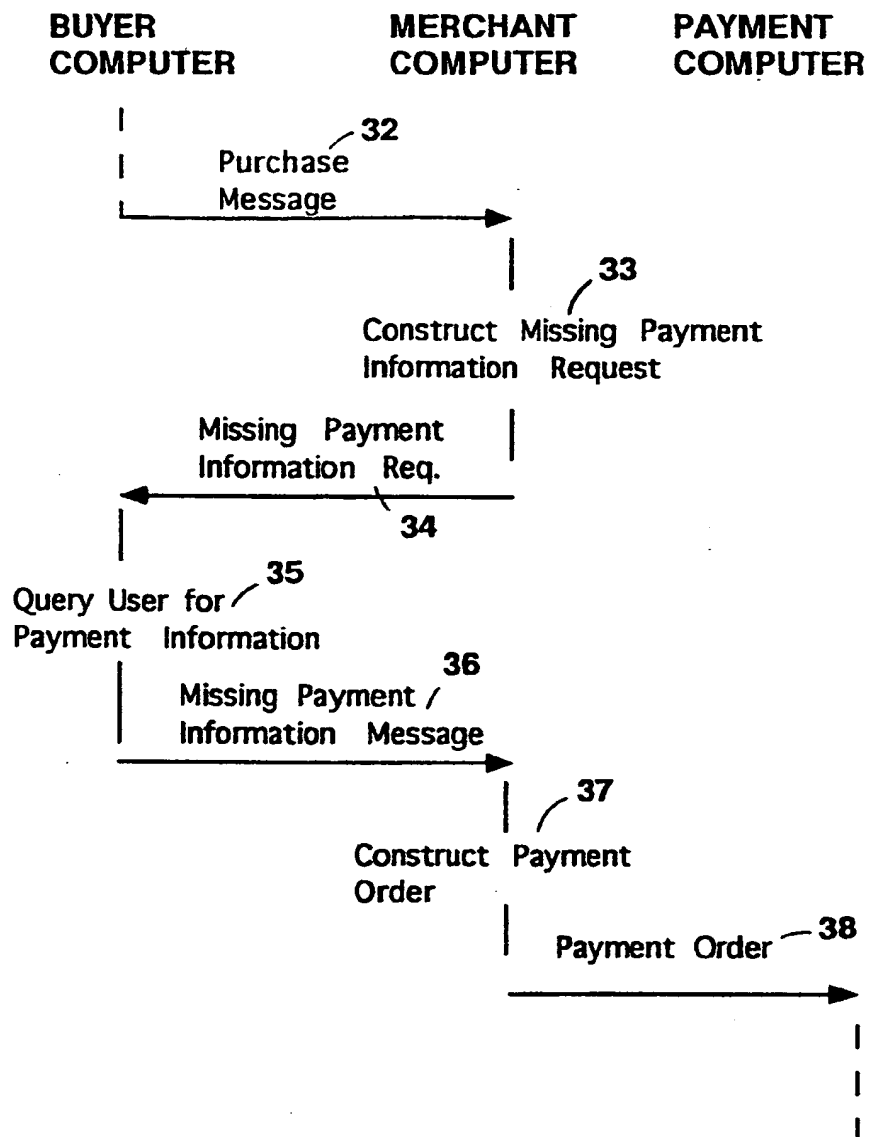 BUYER COMPUTER
MERCHANT COMPUTER
PAYMENT COMPUTER
32
Purchase
Message
33
Construct Missing Payment
Information Request
Missing Payment
Information Req.
34
35
Query User for
Payment Information
36
Missing Payment
Information Message
37
Construct Payment
Order
Payment Order 38